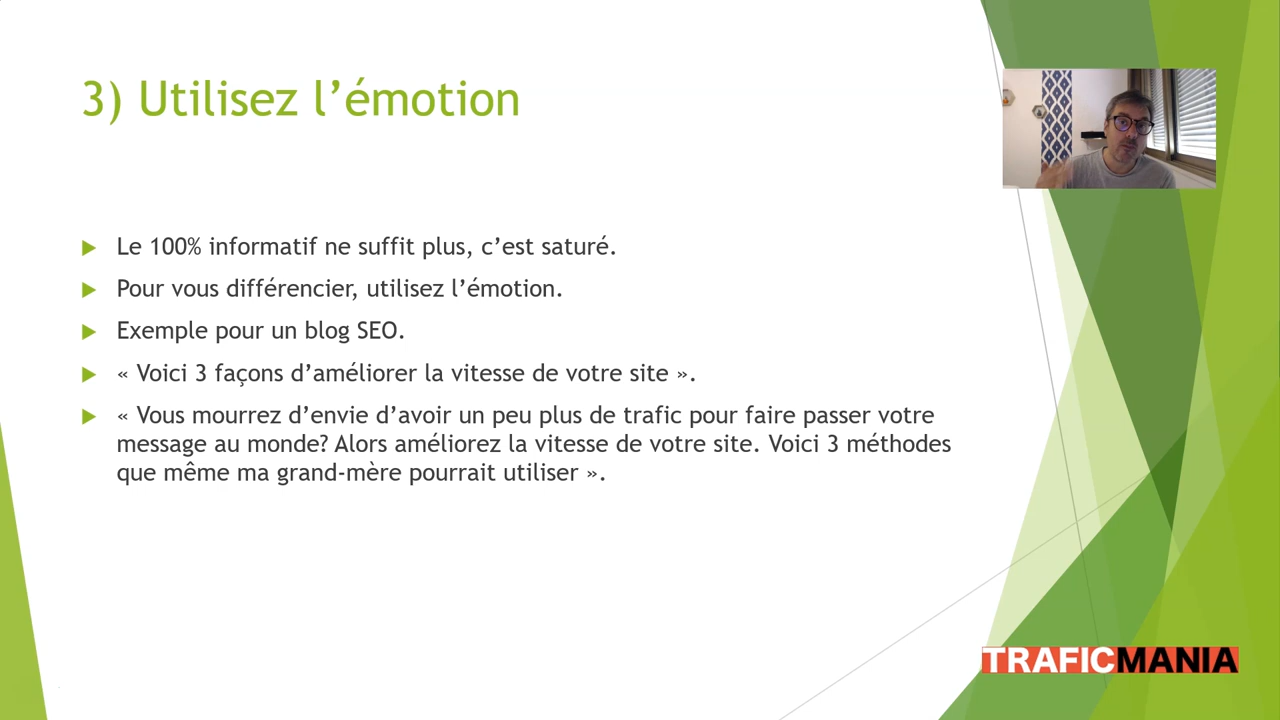 3) Utilisez l’émotion
Le 100% informatif ne suffit plus, c’est saturé.
Pour vous différencier, utilisez l’émotion.
Exemple pour un blog SEO.
« Voici 3 façons d’améliorer la vitesse de votre site ».
« Vous mourrez d’envie d’avoir un peu plus de trafic pour faire passer votre
message au monde? Alors améliorez la vitesse de votre site. Voici 3 méthodes
que même ma grand-mère pourrait utiliser ».
TRAFICMANIA